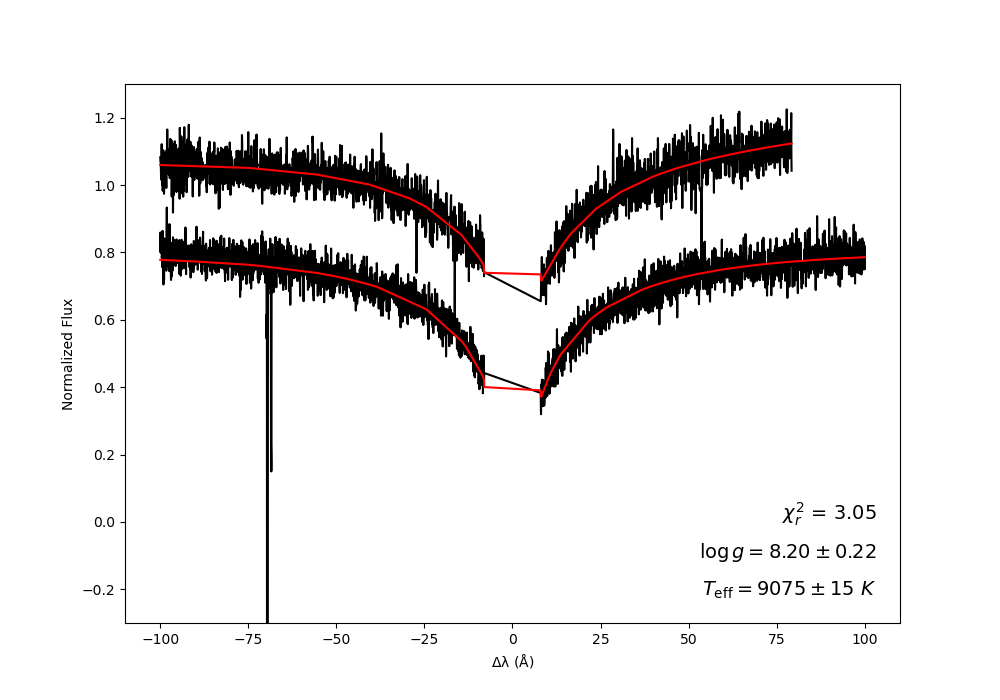 1.2
1.0
0.8
0.6
0.4
0.2
0.0
−0.2
Normalized Flux
χ²ᵣ = 3.05
log g = 8.20 ± 0.22
T_eff = 9075 ± 15 K
−100 −75 −50 −25 0 25 50 75 100
Δλ (Å)